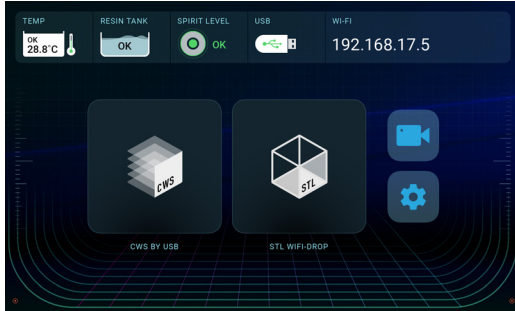 TEMP
RESIN TANK
SPIRIT LEVEL
USB
WI-FI
OK
28.8°C
OK
OK
192.168.17.5
CWS
STL
CWS BY USB
STL WIFI-DROP